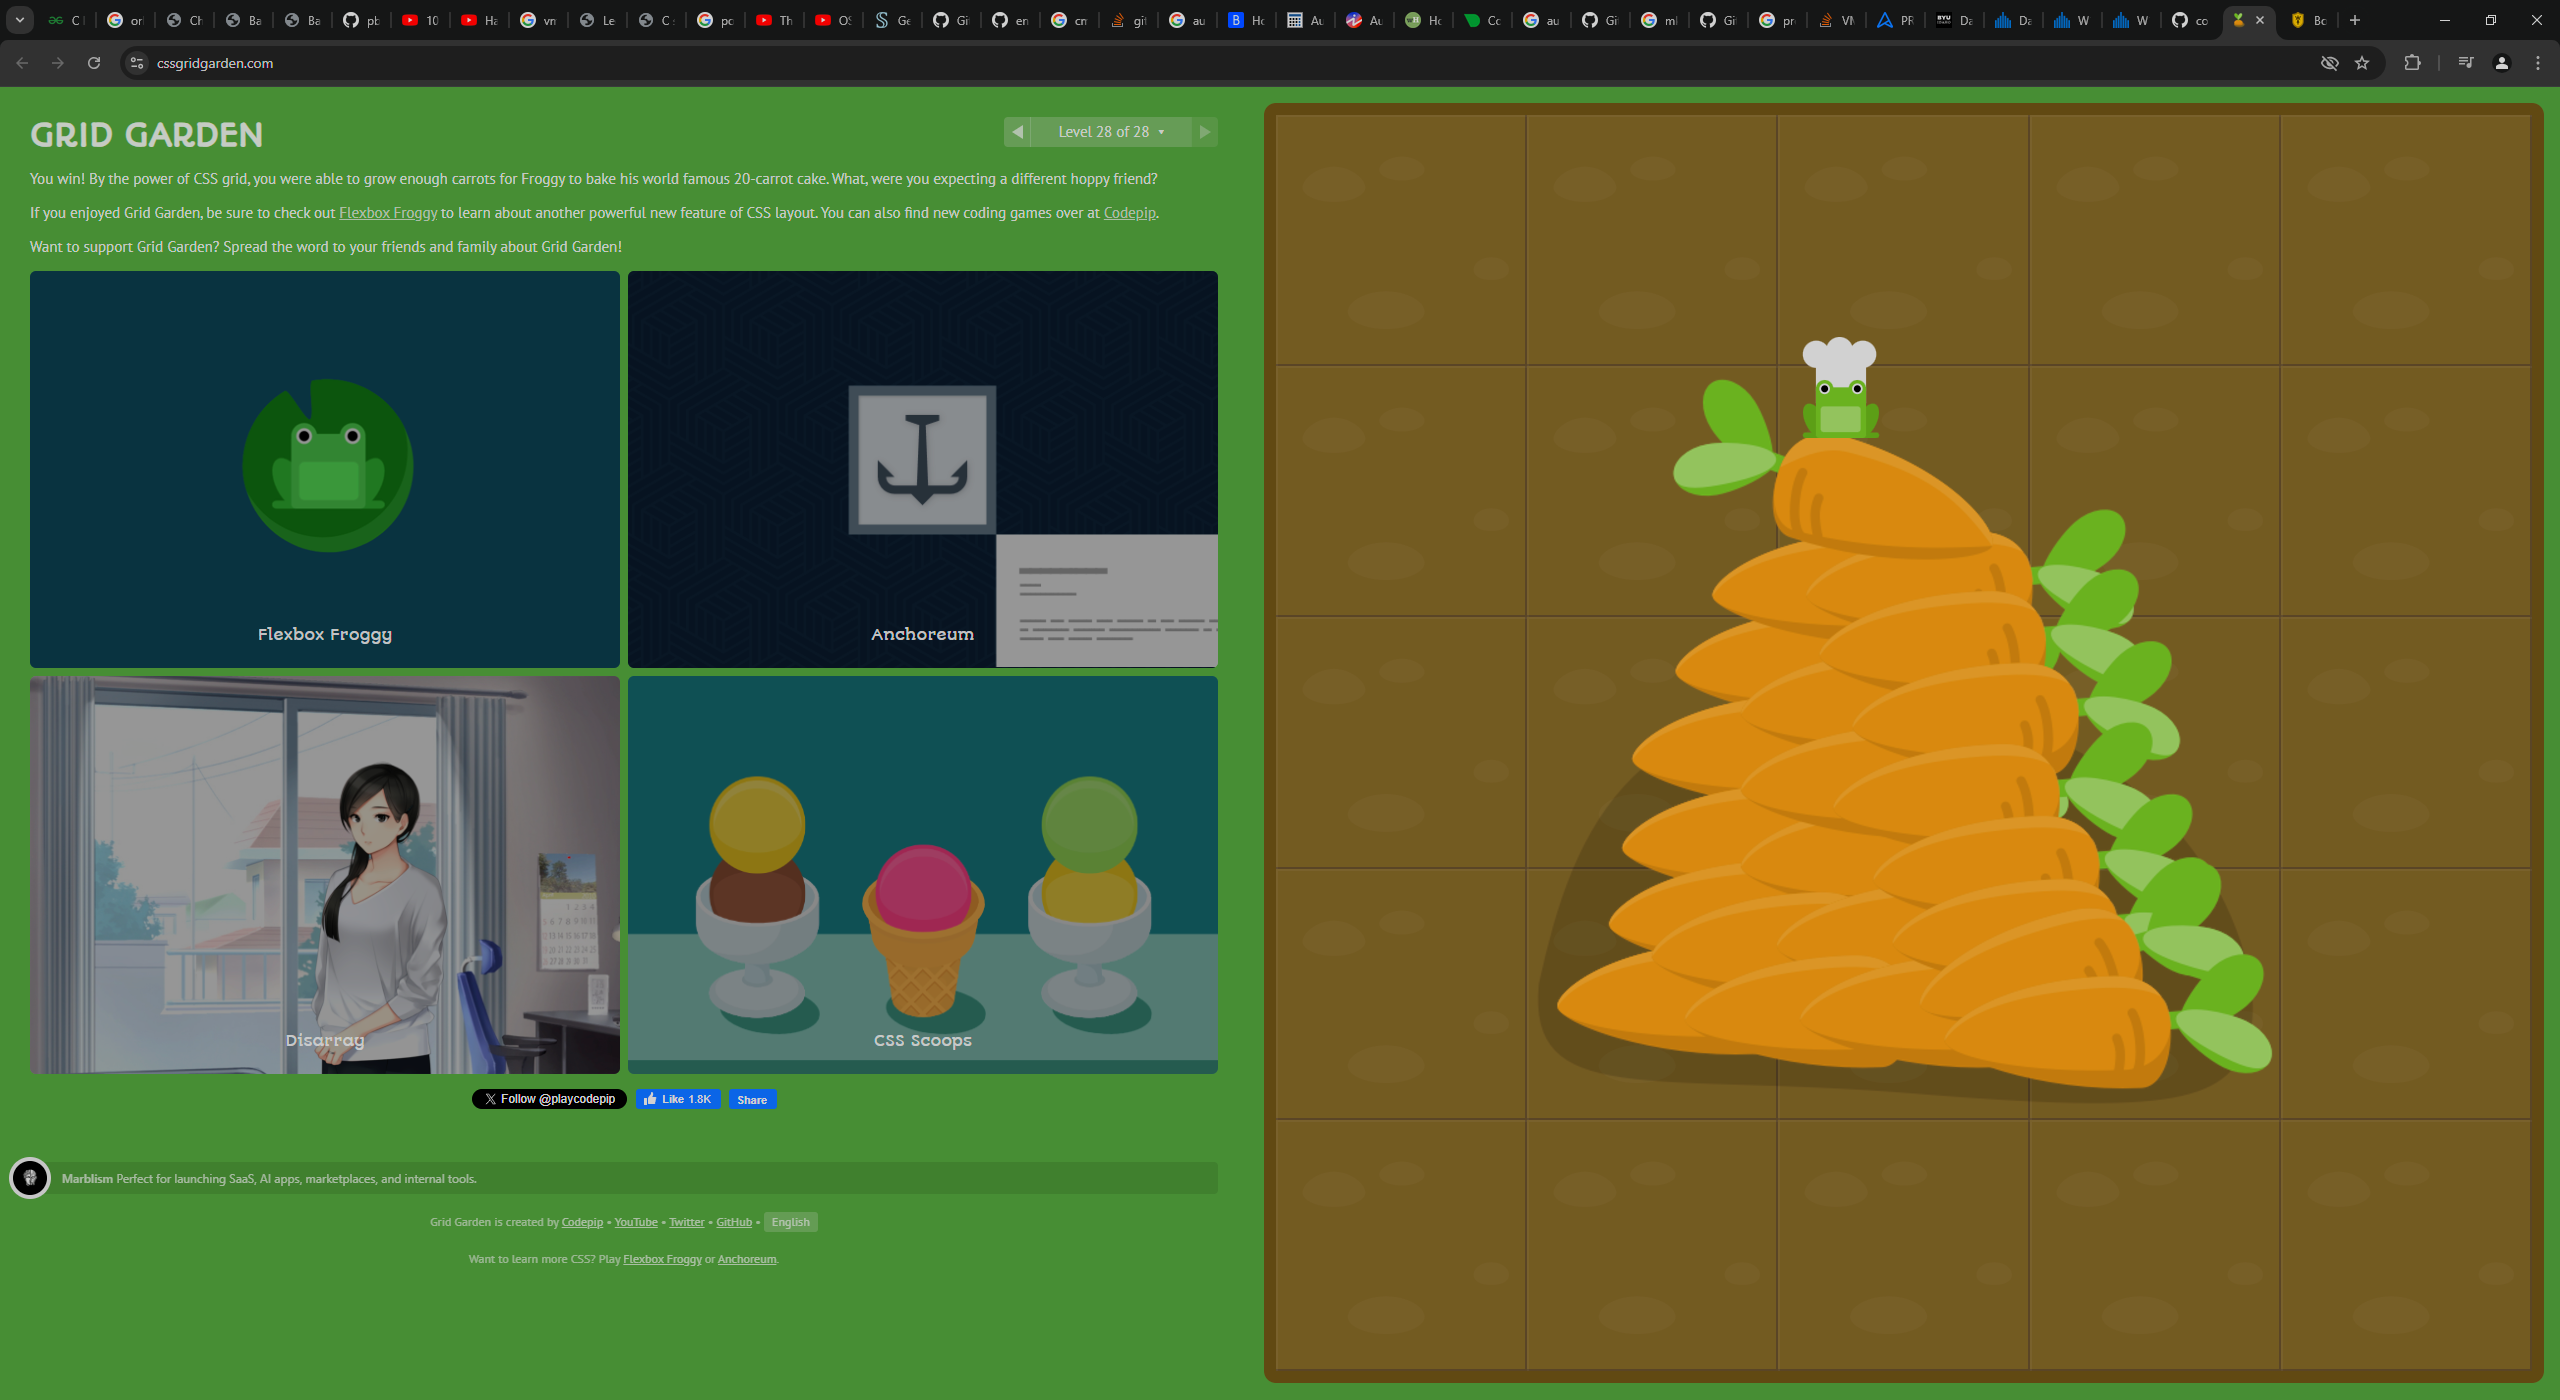 cssgridgarden.com
GRID GARDEN
Level 28 of 28
You win! By the power of CSS grid, you were able to grow enough carrots for Froggy to bake his world famous 20-carrot cake. What, were you expecting a different hoppy friend?
If you enjoyed Grid Garden, be sure to check out Flexbox Froggy to learn about another powerful new feature of CSS layout. You can also find new coding games over at Codepip.
Want to support Grid Garden? Spread the word to your friends and family about Grid Garden!
Flexbox Froggy
Anchoreum
Disarray
CSS Scoops
Follow @playcodepip
Like 1.8K
Share
Marblism Perfect for launching SaaS, AI apps, marketplaces, and internal tools.
Grid Garden is created by Codepip • YouTube • Twitter • GitHub • English
Want to learn more CSS? Play Flexbox Froggy or Anchoreum.